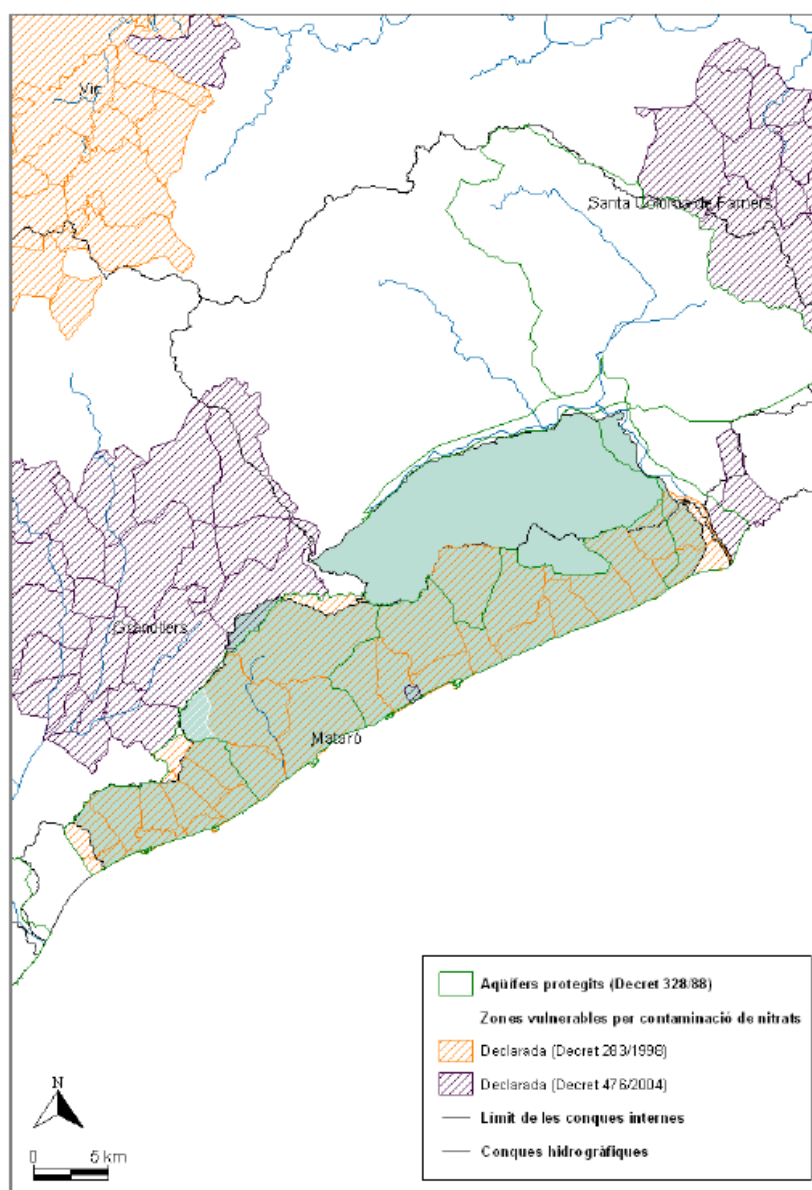 Vic
Santa Coloma de Farners
Granollers
Mataró
Aqüífers protegits (Decret 328/88)
Zones vulnerables per contaminació de nitrats
Declarada (Decret 283/1998)
Declarada (Decret 476/2004)
Límit de les conques internes
Conques hidrogràfiques
N
0 5 km